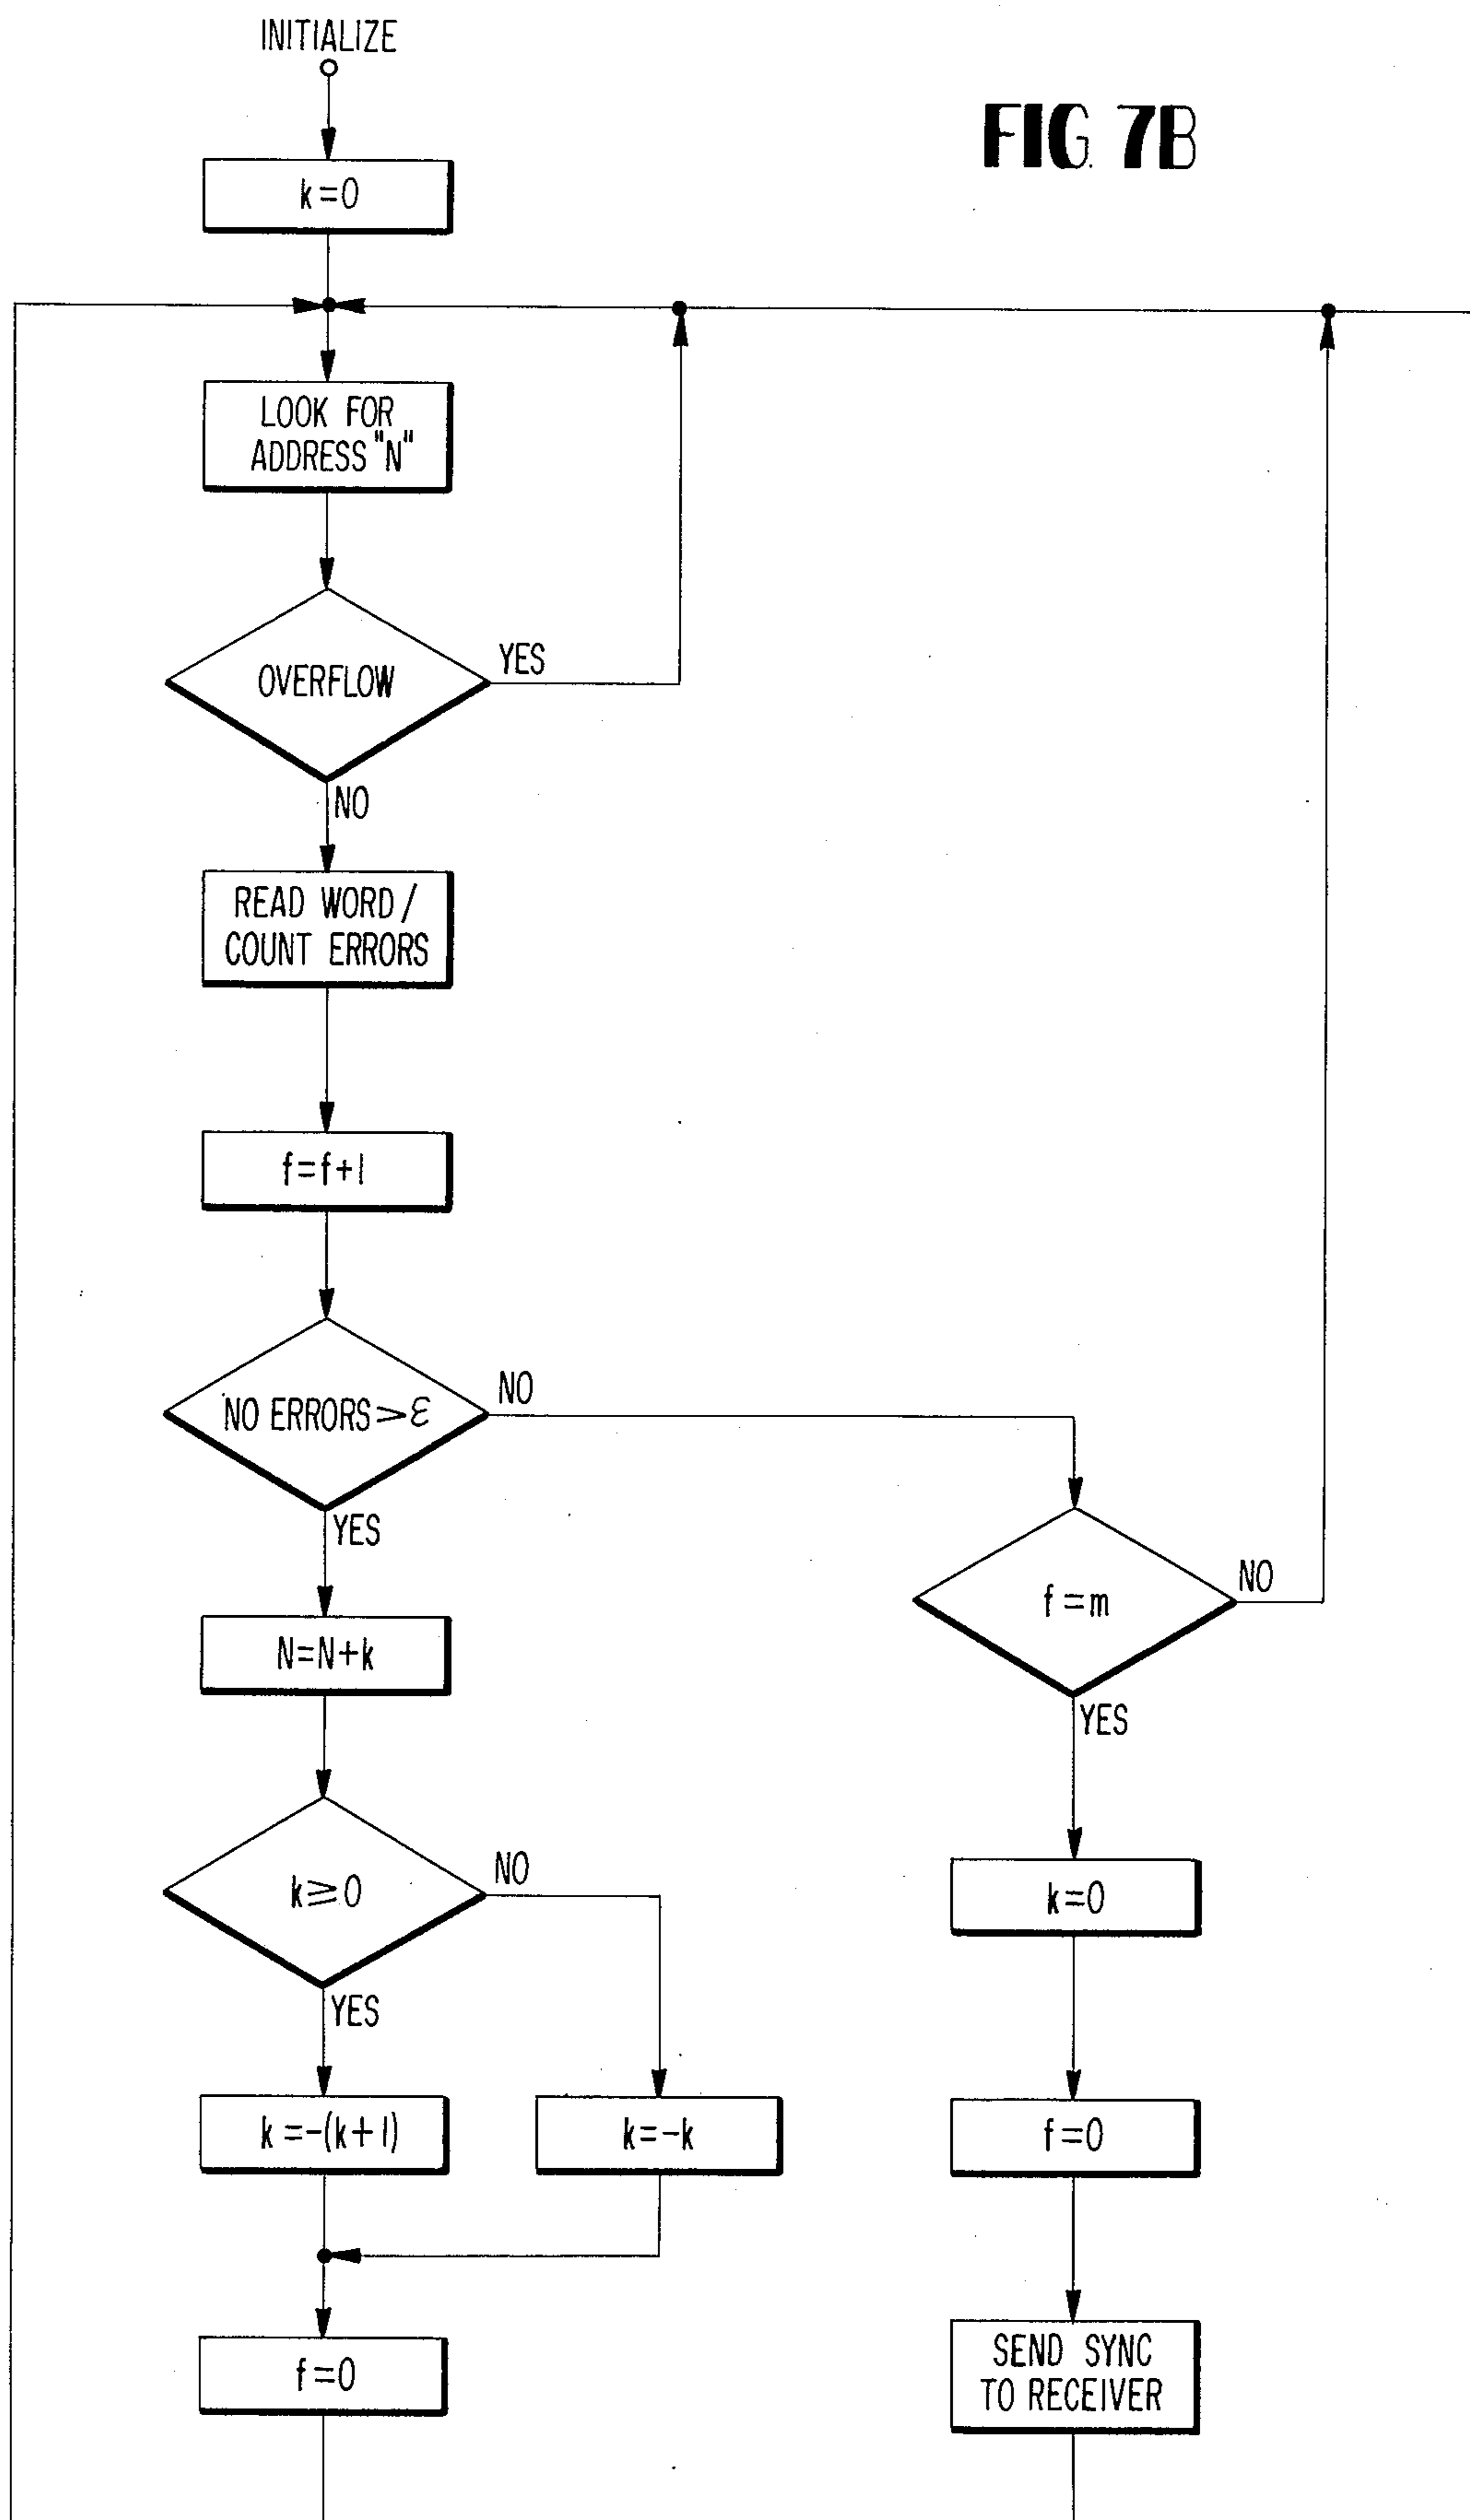 INITIALIZE
FIG. 7B
k=0
LOOK FOR
ADDRESS "N"
OVERFLOW
YES
NO
READ WORD/
COUNT ERRORS
f=f+1
NO ERRORS>ε
NO
YES
N=N+k
f=m
NO
YES
k≥0
NO
YES
k=0
k=-(k+1)
k=-k
f=0
f=0
SEND SYNC
TO RECEIVER